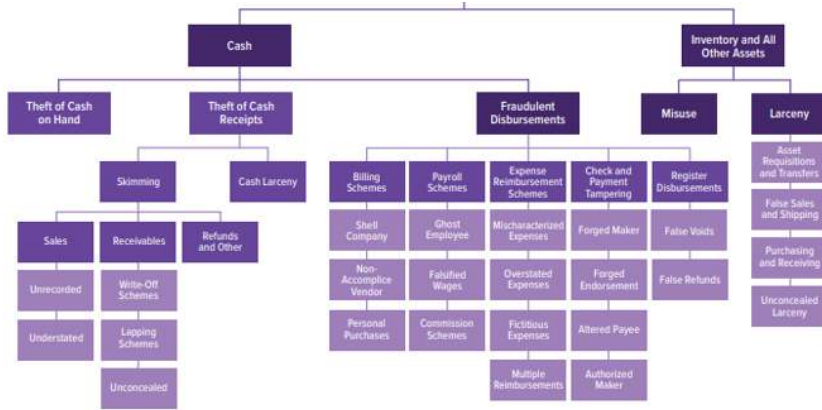 Cash
Inventory and All
Other Assets
Theft of Cash
on Hand
Theft of Cash
Receipts
Fraudulent
Disbursements
Misuse
Larceny
Skimming
Cash Larceny
Billing
Schemes
Payroll
Schemes
Expense
Reimbursement
Schemes
Check and
Payment
Tampering
Register
Disbursements
Asset
Requisitions
and Transfers
Sales
Receivables
Refunds
and Other
Shell
Company
Ghost
Employee
Mischaracterized
Expenses
Forged Maker
False Voids
False Sales
and Shipping
Unrecorded
Write-Off
Schemes
Non-
Accomplice
Vendor
Falsified
Wages
Overstated
Expenses
Forged
Endorsement
False Refunds
Purchasing
and Receiving
Understated
Lapping
Schemes
Personal
Purchases
Commission
Schemes
Fictitious
Expenses
Altered Payee
Unconcealed
Larceny
Unconcealed
Multiple
Reimbursements
Authorized
Maker